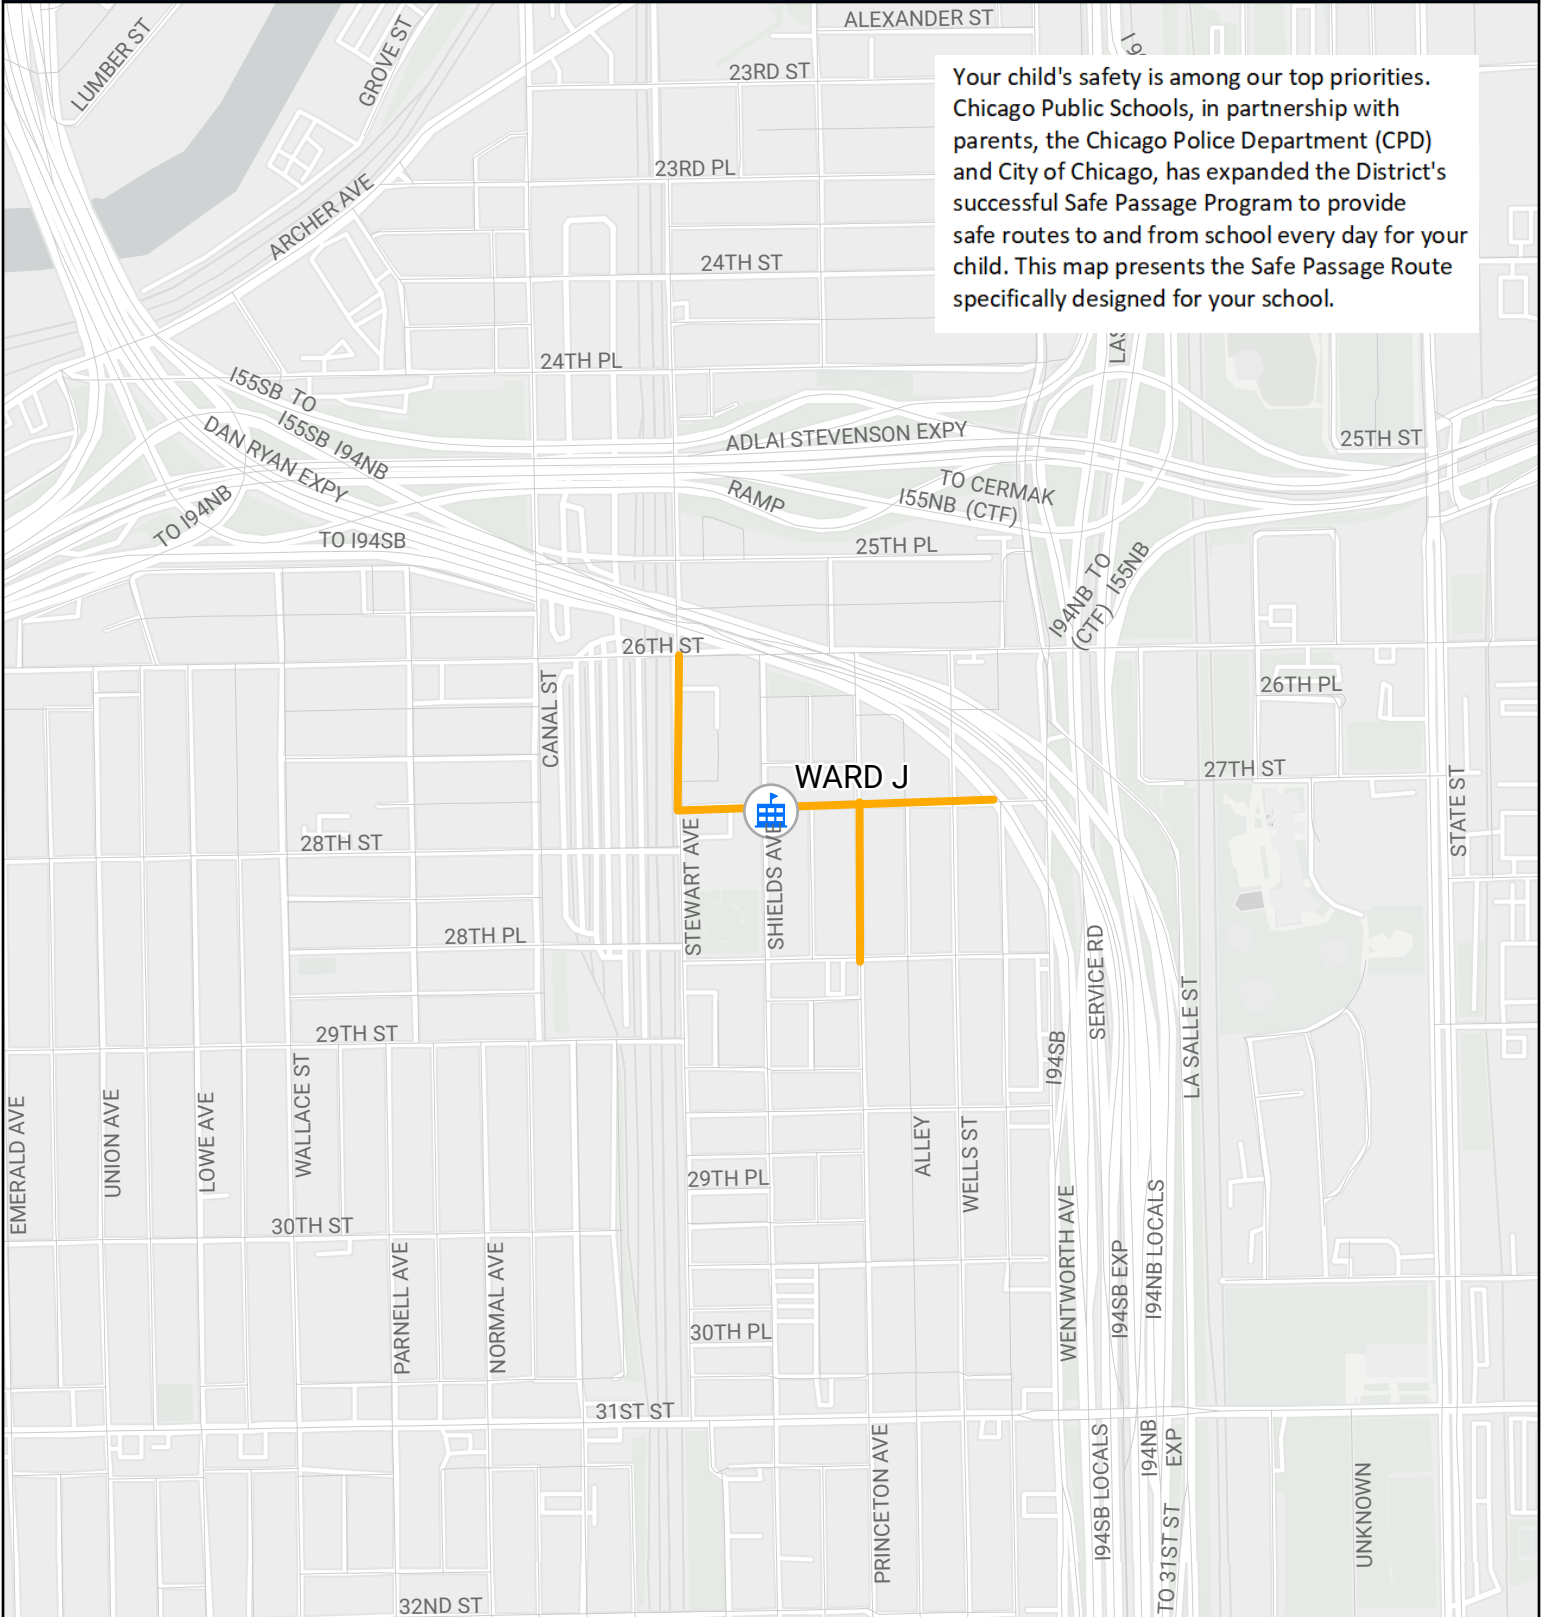 ALEXANDER ST
LUMBER ST
GROVE ST
23RD ST
Your child's safety is among our top priorities.
Chicago Public Schools, in partnership with
parents, the Chicago Police Department (CPD)
and City of Chicago, has expanded the District's
successful Safe Passage Program to provide
safe routes to and from school every day for your
child. This map presents the Safe Passage Route
specifically designed for your school.
23RD PL
ARCHER AVE
24TH ST
24TH PL
I55SB TO
I55SB I94NB
DAN RYAN EXPY
ADLAI STEVENSON EXPY
25TH ST
TO I94NB
RAMP
TO CERMAK
I55NB (CTF)
TO I94SB
25TH PL
I94NB TO
(CTF) I55NB
26TH ST
26TH PL
CANAL ST
27TH ST
WARD J
STATE ST
28TH ST
STEWART AVE
SHIELDS AVE
28TH PL
SERVICE RD
LA SALLE ST
29TH ST
I94SB
WALLACE ST
EMERALD AVE
UNION AVE
LOWE AVE
ALLEY
WELLS ST
29TH PL
WENTWORTH AVE
I94NB LOCALS
30TH ST
PARNELL AVE
NORMAL AVE
I94SB EXP
30TH PL
31ST ST
PRINCETON AVE
I94SB LOCALS
I94NB
EXP
UNKNOWN
TO 31ST ST
32ND ST